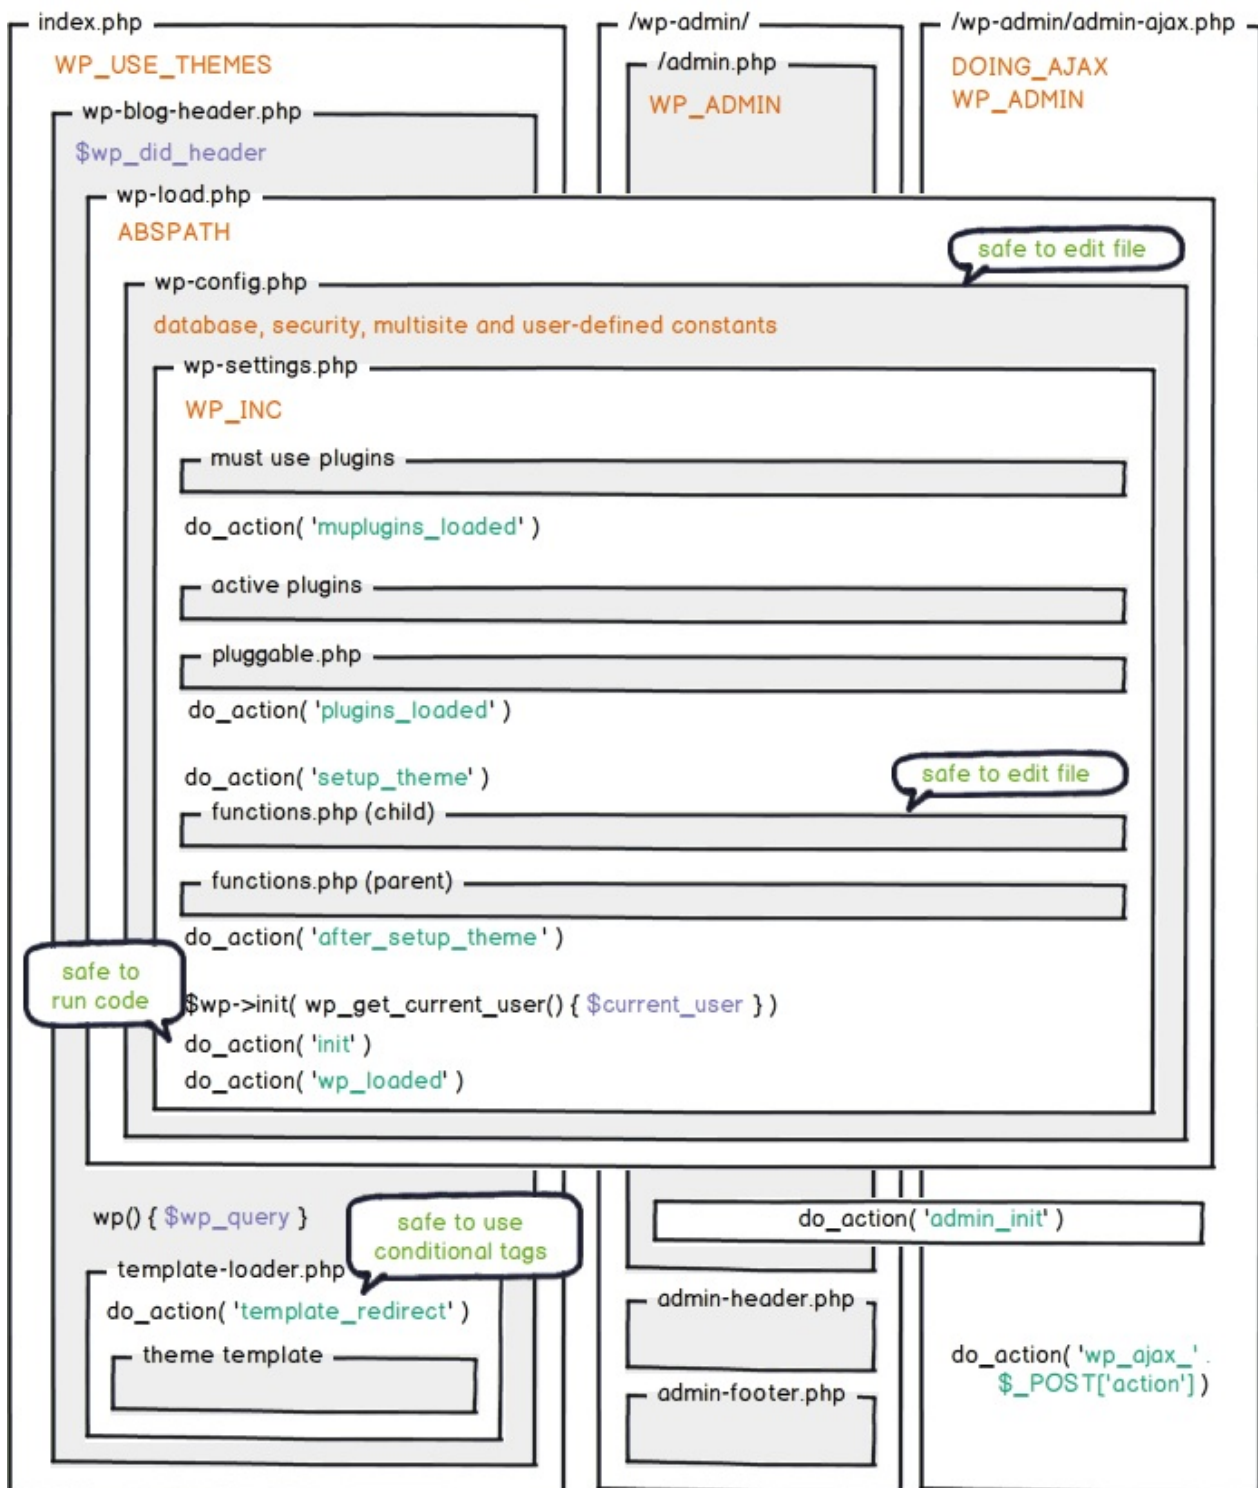 index.php
/wp-admin/
/wp-admin/admin-ajax.php
WP_USE_THEMES
/admin.php
DOING_AJAX
WP_ADMIN
WP_ADMIN
wp-blog-header.php
$wp_did_header
wp-load.php
ABSPATH
safe to edit file
wp-config.php
database, security, multisite and user-defined constants
wp-settings.php
WP_INC
must use plugins
do_action( 'muplugins_loaded' )
active plugins
pluggable.php
do_action( 'plugins_loaded' )
do_action( 'setup_theme' )
safe to edit file
functions.php (child)
functions.php (parent)
do_action( 'after_setup_theme' )
safe to
run code
$wp->init( wp_get_current_user() { $current_user } )
do_action( 'init' )
do_action( 'wp_loaded' )
wp() { $wp_query }
safe to use
conditional tags
do_action( 'admin_init' )
template-loader.php
do_action( 'template_redirect' )
theme template
admin-header.php
admin-footer.php
do_action( 'wp_ajax_' .
$_POST['action'] )